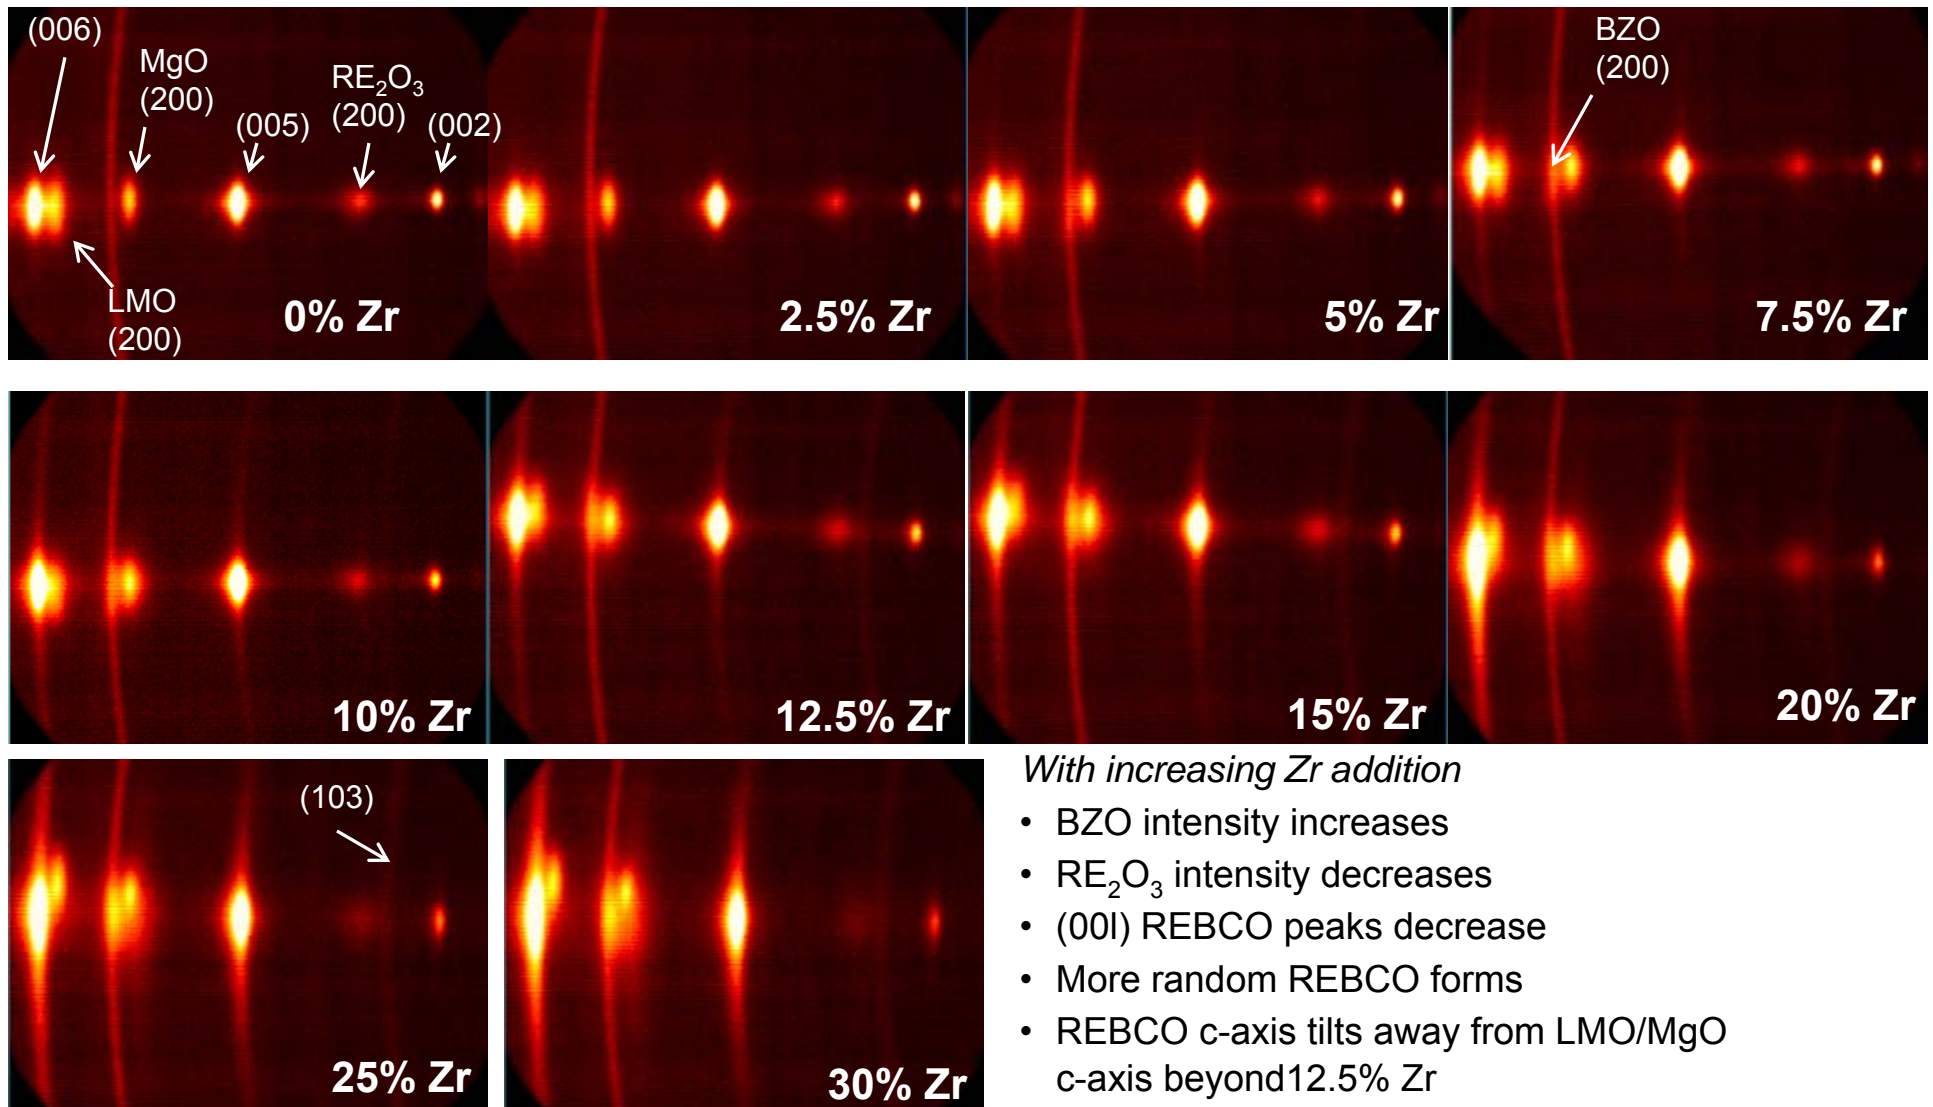 (006)
MgO
(200)
(005)
RE₂O₃
(200)
(002)
LMO
(200)
0% Zr
2.5% Zr
5% Zr
BZO
(200)
7.5% Zr
10% Zr
12.5% Zr
15% Zr
20% Zr
(103)
25% Zr
30% Zr
With increasing Zr addition
• BZO intensity increases
• RE₂O₃ intensity decreases
• (00l) REBCO peaks decrease
• More random REBCO forms
• REBCO c-axis tilts away from LMO/MgO
c-axis beyond12.5% Zr